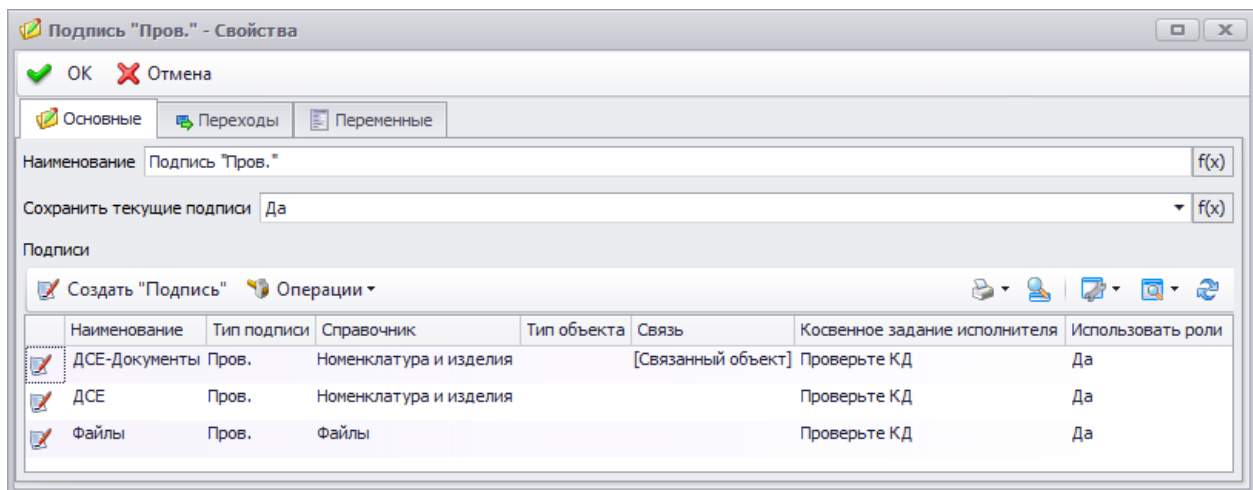 Подпись "Пров." - Свойства
ОК Отмена
Основные Переходы Переменные
Наименование Подпись "Пров." f(x)
Сохранить текущие подписи Да f(x)
Подписи
Создать "Подпись" Операции
Наименование Тип подписи Справочник Тип объекта Связь Косвенное задание исполнителя Использовать роли
ДСЕ-Документы Пров. Номенклатура и изделия [Связанный объект] Проверьте КД Да
ДСЕ Пров. Номенклатура и изделия Проверьте КД Да
Файлы Пров. Файлы Проверьте КД Да